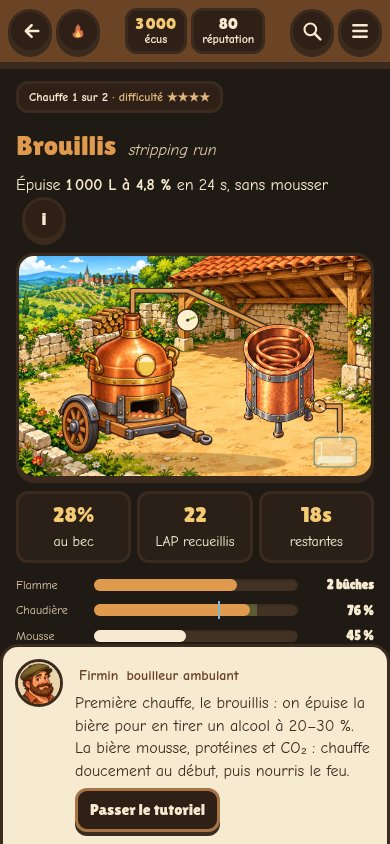 3 000
écus
80
réputation
Chauffe 1 sur 2 · difficulté ★★★★
Brouillis stripping run
Épuise 1 000 L à 4,8 % en 24 s, sans mousser
i
ULYSSE
28%
au bec
22
LAP recueillis
18s
restantes
Flamme 2 bûches
Chaudière 76 %
Mousse 45 %
Firmin bouilleur ambulant
Première chauffe, le brouillis : on épuise la
bière pour en tirer un alcool à 20–30 %.
La bière mousse, protéines et CO₂ : chauffe
doucement au début, puis nourris le feu.
Passer le tutoriel